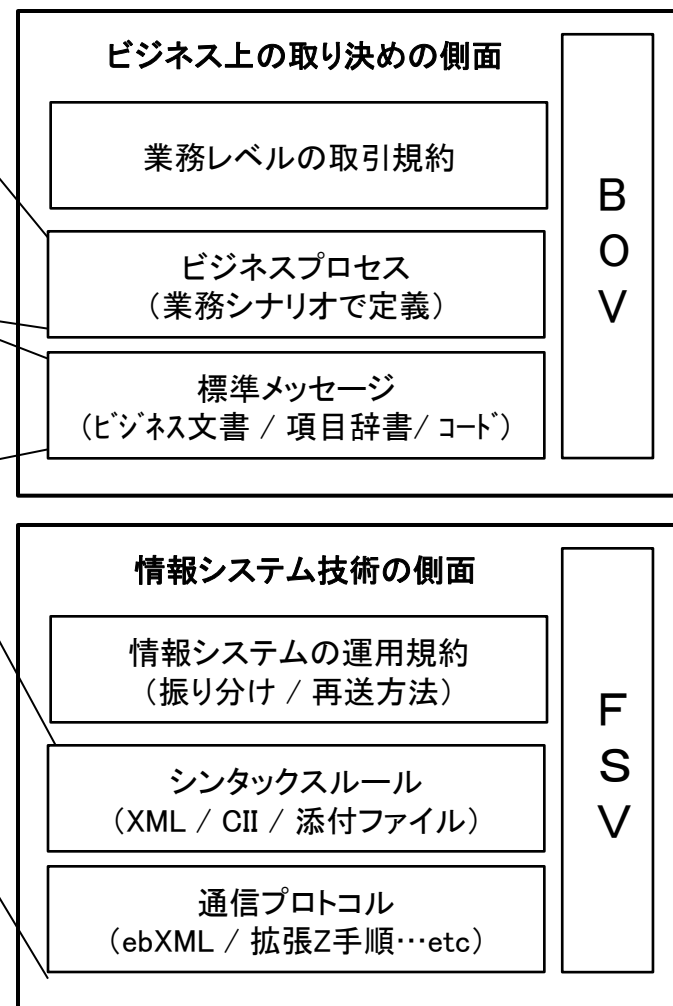 ビジネス上の取り決めの側面
業務レベルの取引規約
ビジネスプロセス
（業務シナリオで定義）
標準メッセージ
（ﾋﾞｼﾞﾈｽ文書 / 項目辞書/ ｺｰﾄﾞ）
B
O
V
情報システム技術の側面
情報システムの運用規約
（振り分け / 再送方法）
シンタックスルール
（XML / CII / 添付ファイル）
通信プロトコル
（ebXML / 拡張Z手順…etc）
F
S
V